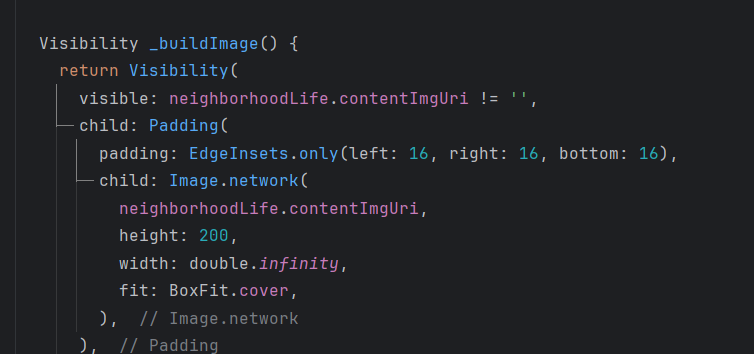 Visibility _buildImage() {
return Visibility(
visible: neighborhoodLife.contentImgUri != '',
child: Padding(
padding: EdgeInsets.only(left: 16, right: 16, bottom: 16),
child: Image.network(
neighborhoodLife.contentImgUri,
height: 200,
width: double.infinity,
fit: BoxFit.cover,
), // Image.network
), // Padding